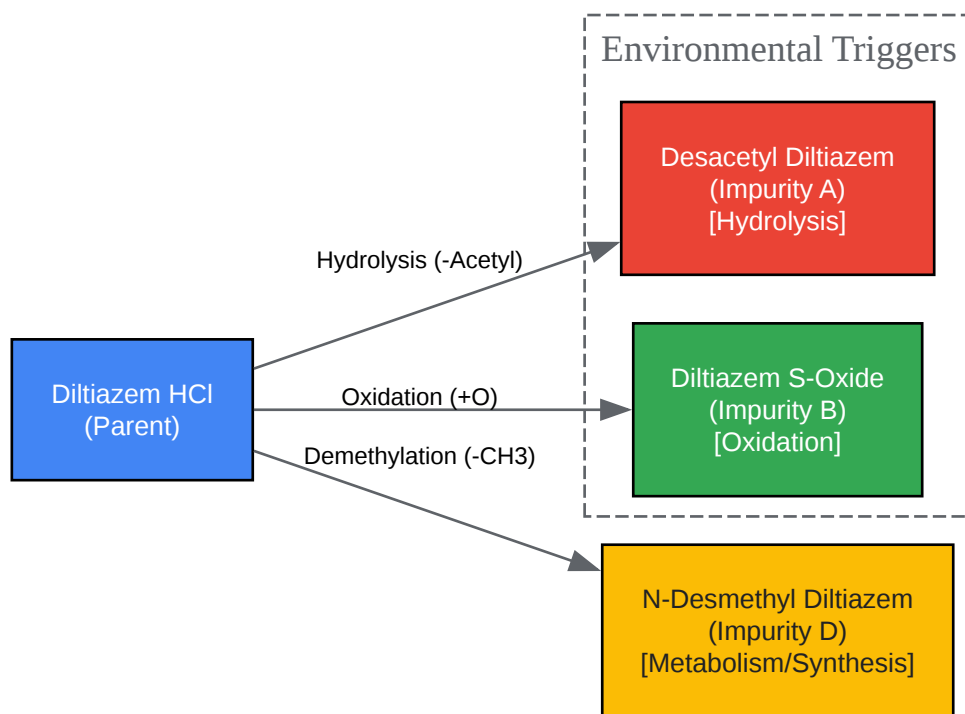 Environmental Triggers
Desacetyl Diltiazem
(Impurity A)
[Hydrolysis]
Hydrolysis (-Acetyl)
Diltiazem HCl
(Parent)
Oxidation (+O)
Diltiazem S-Oxide
(Impurity B)
[Oxidation]
Demethylation (-CH3)
N-Desmethyl Diltiazem
(Impurity D)
[Metabolism/Synthesis]